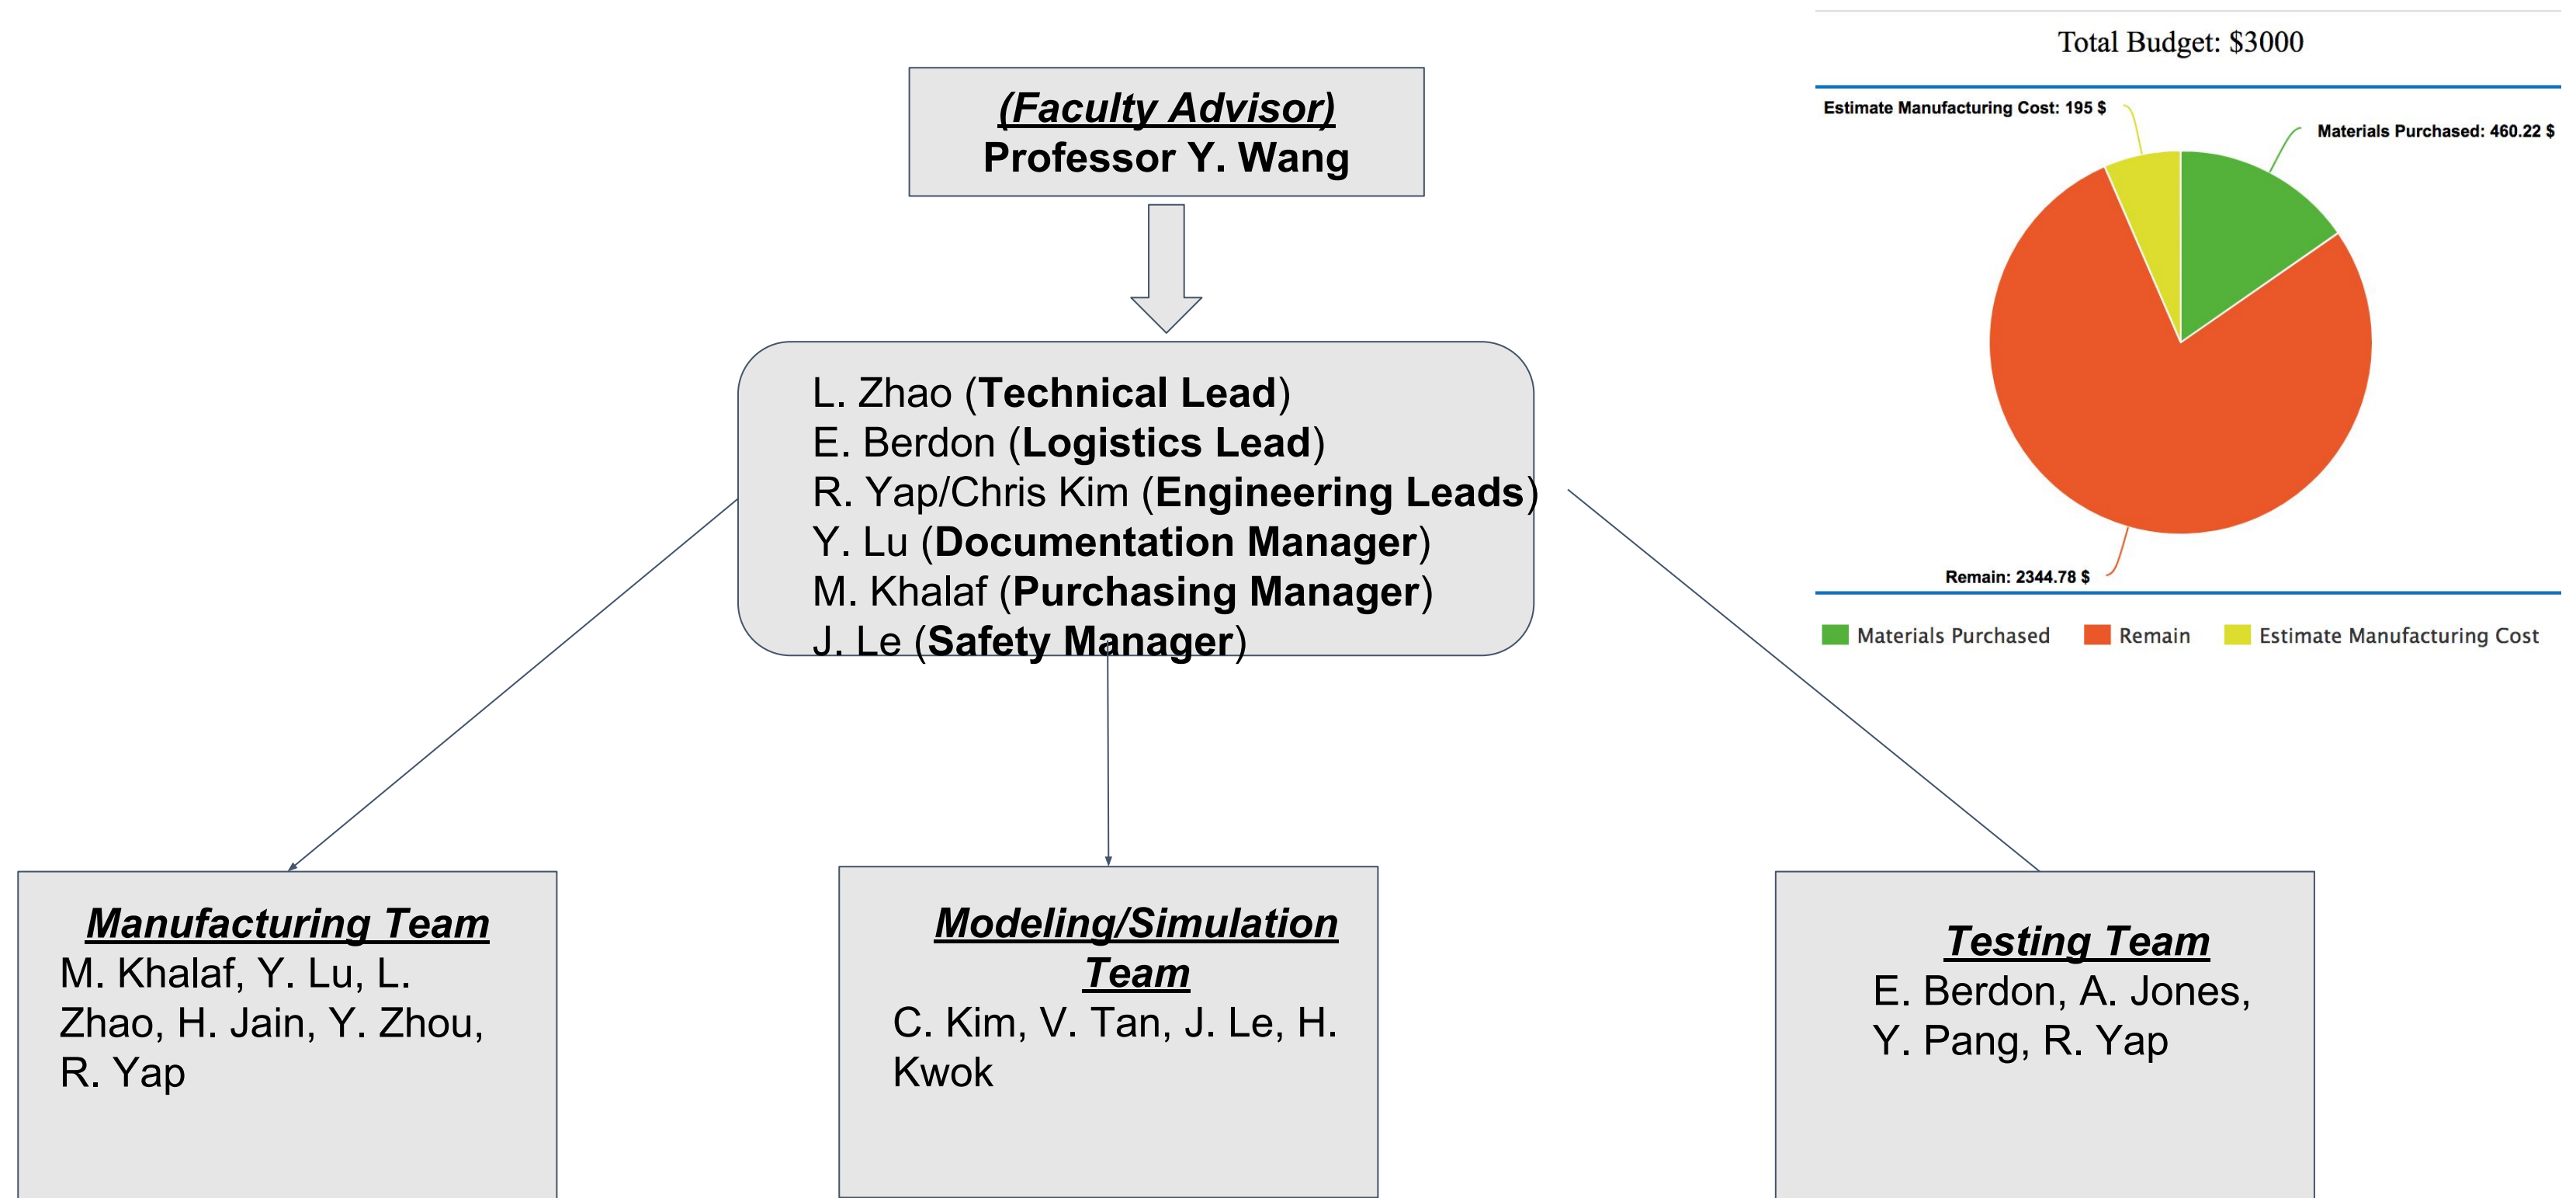 (Faculty Advisor)
Professor Y. Wang
L. Zhao (Technical Lead)
E. Berdon (Logistics Lead)
R. Yap/Chris Kim (Engineering Leads)
Y. Lu (Documentation Manager)
M. Khalaf (Purchasing Manager)
J. Le (Safety Manager)
Manufacturing Team
M. Khalaf, Y. Lu, L.
Zhao, H. Jain, Y. Zhou,
R. Yap
Modeling/Simulation
Team
C. Kim, V. Tan, J. Le, H.
Kwok
Testing Team
E. Berdon, A. Jones,
Y. Pang, R. Yap
Total Budget: $3000
Estimate Manufacturing Cost: 195 $
Materials Purchased: 460.22 $
Remain: 2344.78 $
Materials Purchased
Remain
Estimate Manufacturing Cost